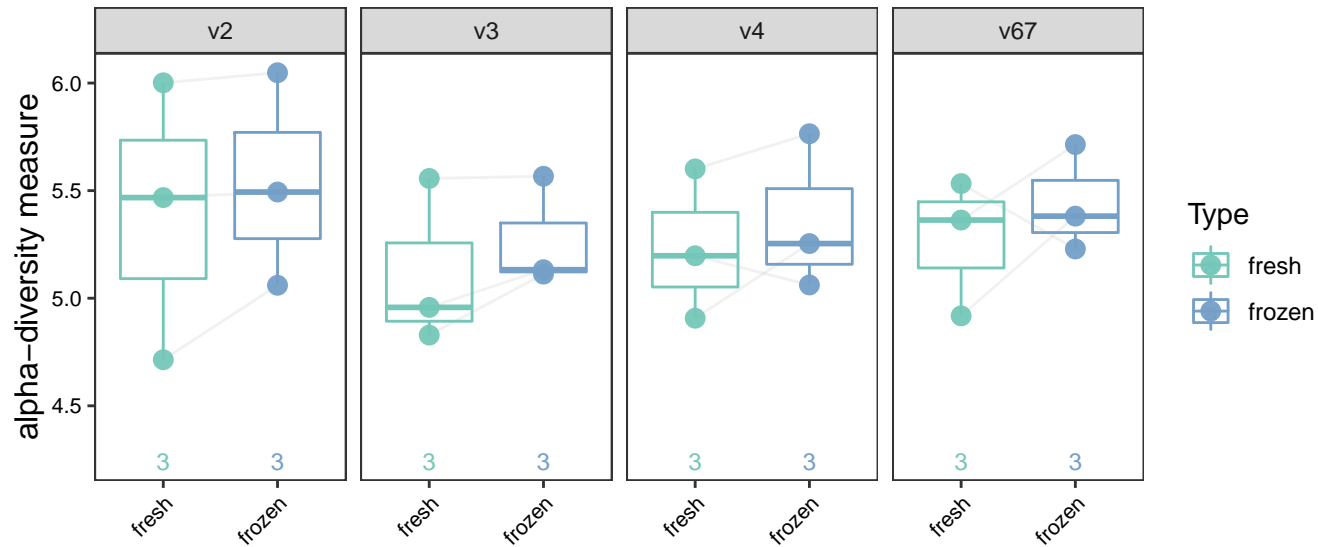 v2 v3 v4 v67
alpha−diversity measure
6.0
5.5
5.0
4.5
3 3 3 3 3 3 3 3
fresh frozen fresh frozen fresh frozen fresh frozen
Type
fresh
frozen